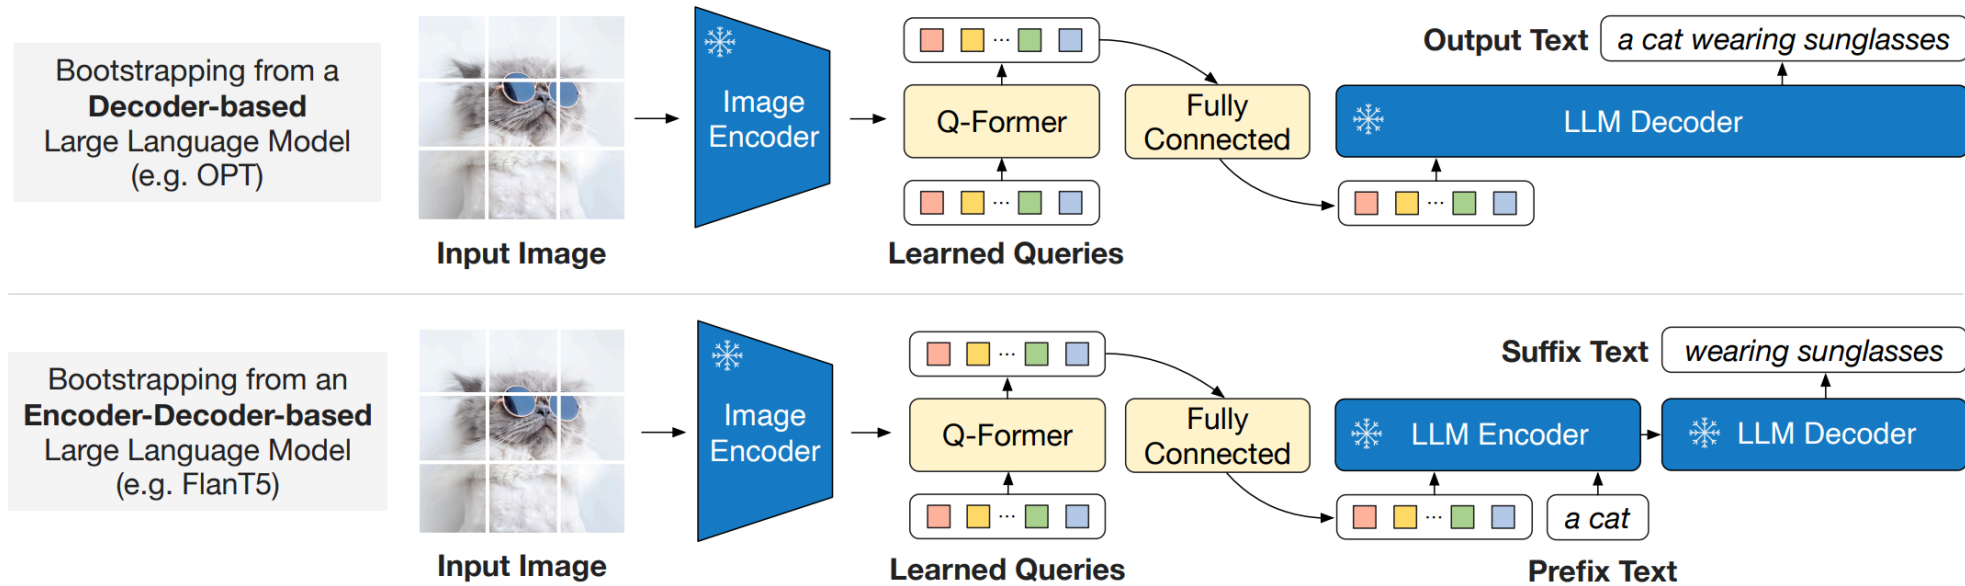 Bootstrapping from a
Decoder-based
Large Language Model
(e.g. OPT)
Input Image
Image
Encoder
Q-Former
Learned Queries
Fully
Connected
Output Text
a cat wearing sunglasses
LLM Decoder
Bootstrapping from an
Encoder-Decoder-based
Large Language Model
(e.g. FlanT5)
Input Image
Image
Encoder
Q-Former
Learned Queries
Fully
Connected
Suffix Text
wearing sunglasses
LLM Encoder
LLM Decoder
a cat
Prefix Text